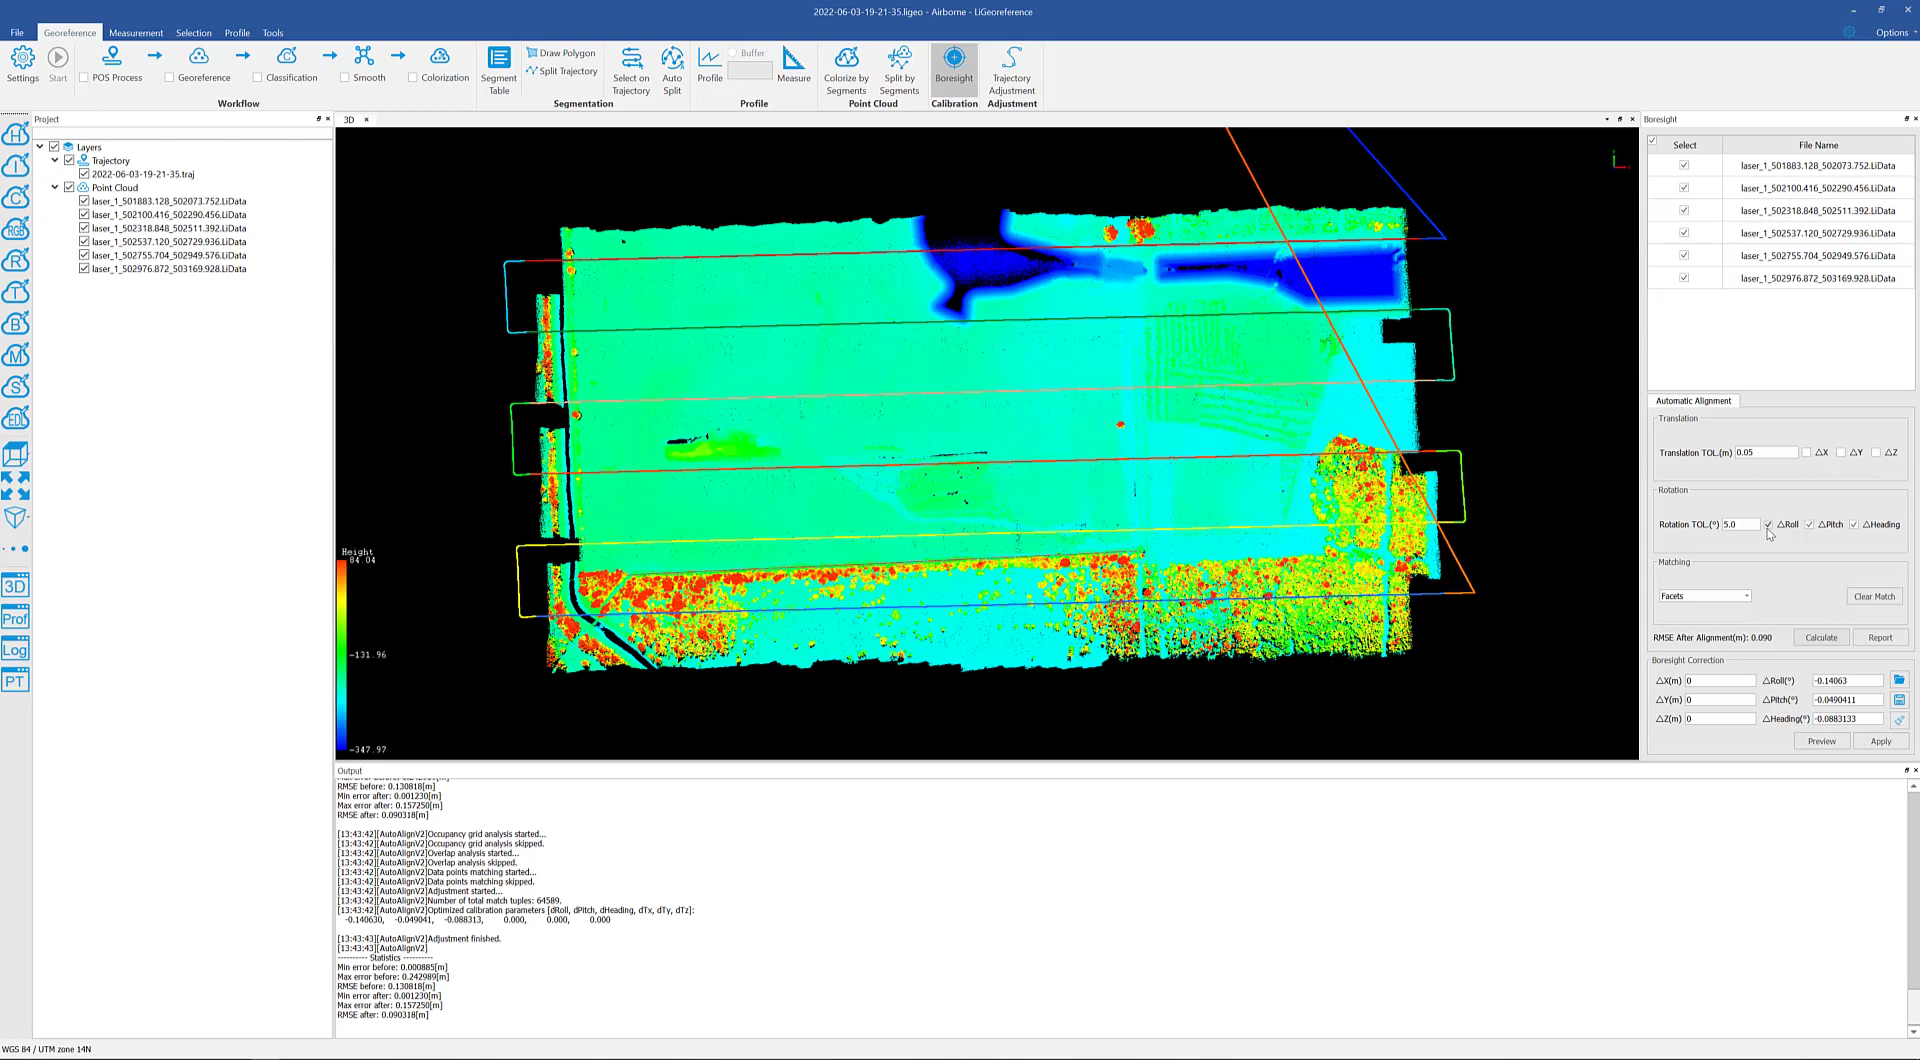 2022-06-03-19-21-35.ligeo - Airborne - LiGeoreference
File Georeference Measurement Selection Profile Tools Options
Settings Start POS Process Georeference Classification Smooth Colorization
Workflow
Segment Table Draw Polygon Split Trajectory Select on Trajectory Auto Split
Segmentation
Profile Buffer Measure
Profile
Colorize by Segments Split by Segments
Point Cloud
Boresight
Calibration
Trajectory Adjustment
Adjustment
Project
Layers
Trajectory
2022-06-03-19-21-35.traj
Point Cloud
laser_1_501883.128_502073.752.LiData
laser_1_502100.416_502290.456.LiData
laser_1_502318.848_502511.392.LiData
laser_1_502537.120_502729.936.LiData
laser_1_502755.704_502949.576.LiData
laser_1_502976.872_503169.928.LiData
H
I
C
RGB
R
T
B
M
S
EDL
3D
Prof
Log
PT
3D
Height
84.04
-131.96
-347.97
Boresight
Select File Name
laser_1_501883.128_502073.752.LiData
laser_1_502100.416_502290.456.LiData
laser_1_502318.848_502511.392.LiData
laser_1_502537.120_502729.936.LiData
laser_1_502755.704_502949.576.LiData
laser_1_502976.872_503169.928.LiData
Automatic Alignment
Translation
Translation TOL.(m) 0.05 △X △Y △Z
Rotation
Rotation TOL.(°) 5.0 △Roll △Pitch △Heading
Matching
Facets Clear Match
RMSE After Alignment(m): 0.090 Calculate Report
Boresight Correction
△X(m) 0 △Roll(°) -0.14063
△Y(m) 0 △Pitch(°) -0.0490411
△Z(m) 0 △Heading(°) -0.0883133
Preview Apply
Output
RMSE before: 0.130818[m]
Min error after: 0.001230[m]
Max error after: 0.157250[m]
RMSE after: 0.090318[m]
[13:43:42][AutoAlignV2]Occupancy grid analysis started...
[13:43:42][AutoAlignV2]Occupancy grid analysis skipped.
[13:43:42][AutoAlignV2]Overlap analysis started...
[13:43:42][AutoAlignV2]Overlap analysis skipped.
[13:43:42][AutoAlignV2]Data points matching started...
[13:43:42][AutoAlignV2]Data points matching skipped.
[13:43:42][AutoAlignV2]Adjustment started...
[13:43:42][AutoAlignV2]Number of total match tuples: 64589.
[13:43:42][AutoAlignV2]Optimized calibration parameters [dRoll, dPitch, dHeading, dTx, dTy, dTz]:
-0.140630, -0.049041, -0.088313, 0.000, 0.000, 0.000
[13:43:43][AutoAlignV2]Adjustment finished.
[13:43:43][AutoAlignV2]
---------- Statistics ----------
Min error before: 0.000885[m]
Max error before: 0.242989[m]
RMSE before: 0.130818[m]
Min error after: 0.001230[m]
Max error after: 0.157250[m]
RMSE after: 0.090318[m]
WGS 84 / UTM zone 14N